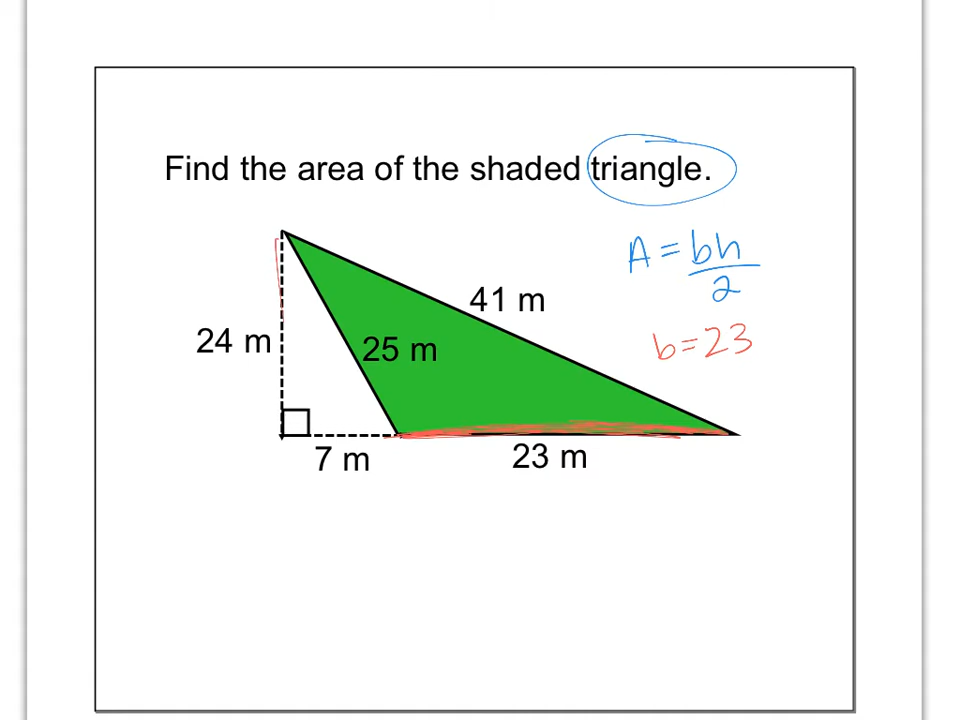 Find the area of the shaded triangle.
A = bh/2
41 m
b=23
24 m
25 m
7 m
23 m